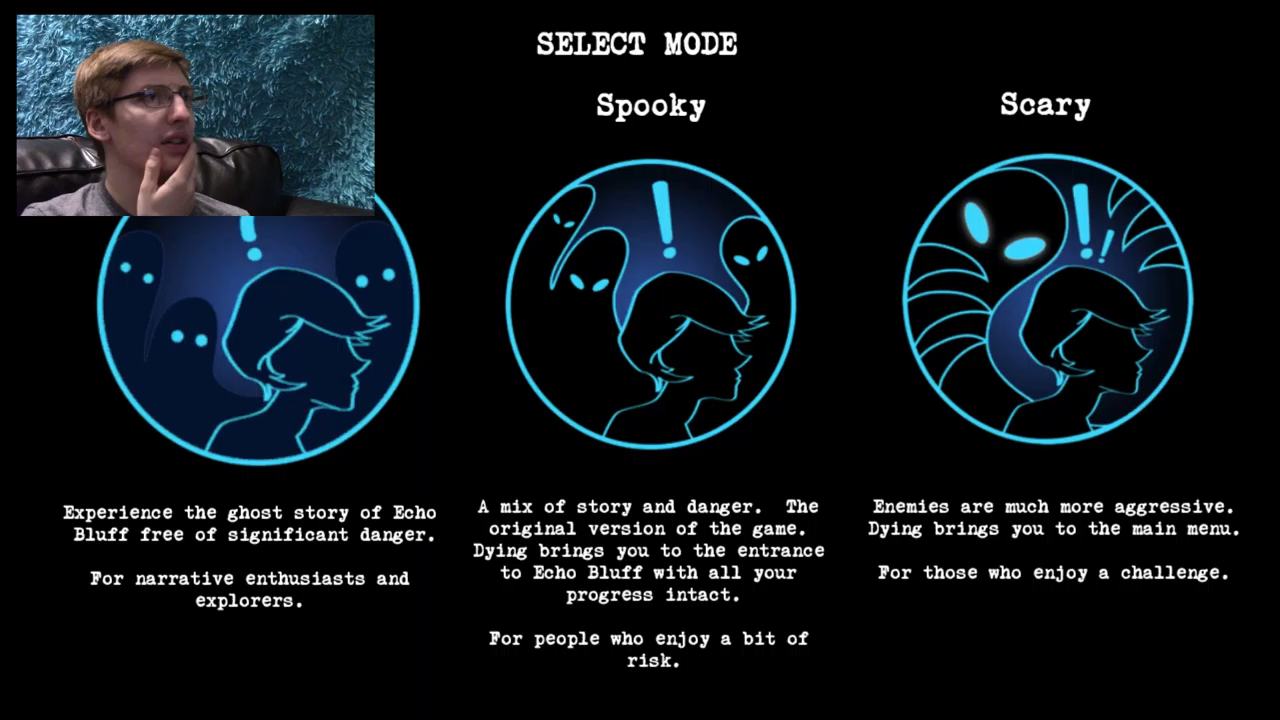 SELECT MODE
Spooky
Scary
Experience the ghost story of Echo
Bluff free of significant danger.
For narrative enthusiasts and
explorers.
A mix of story and danger. The
original version of the game.
Dying brings you to the entrance
to Echo Bluff with all your
progress intact.
For people who enjoy a bit of
risk.
Enemies are much more aggressive.
Dying brings you to the main menu.
For those who enjoy a challenge.